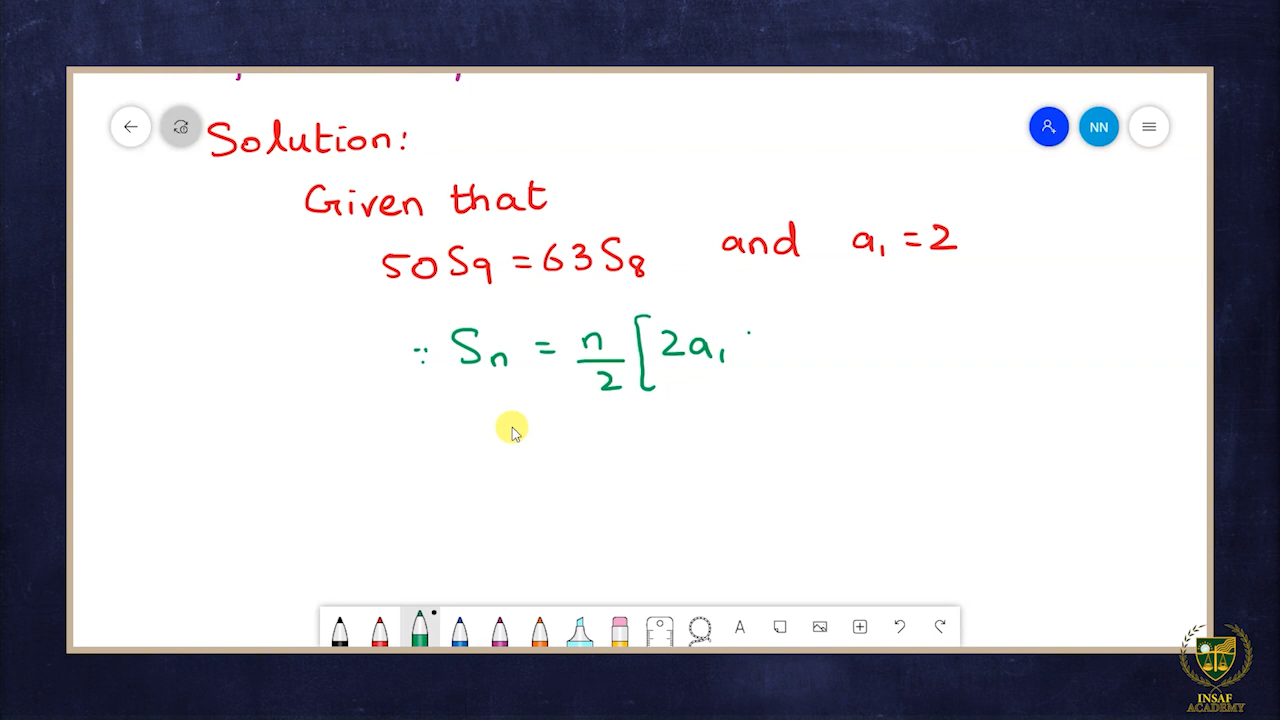 Solution:
Given that
50S₉ = 63S₈ and a₁ = 2
∵ Sₙ = n/2 [2a₁
NN
A
INSAF
ACADEMY